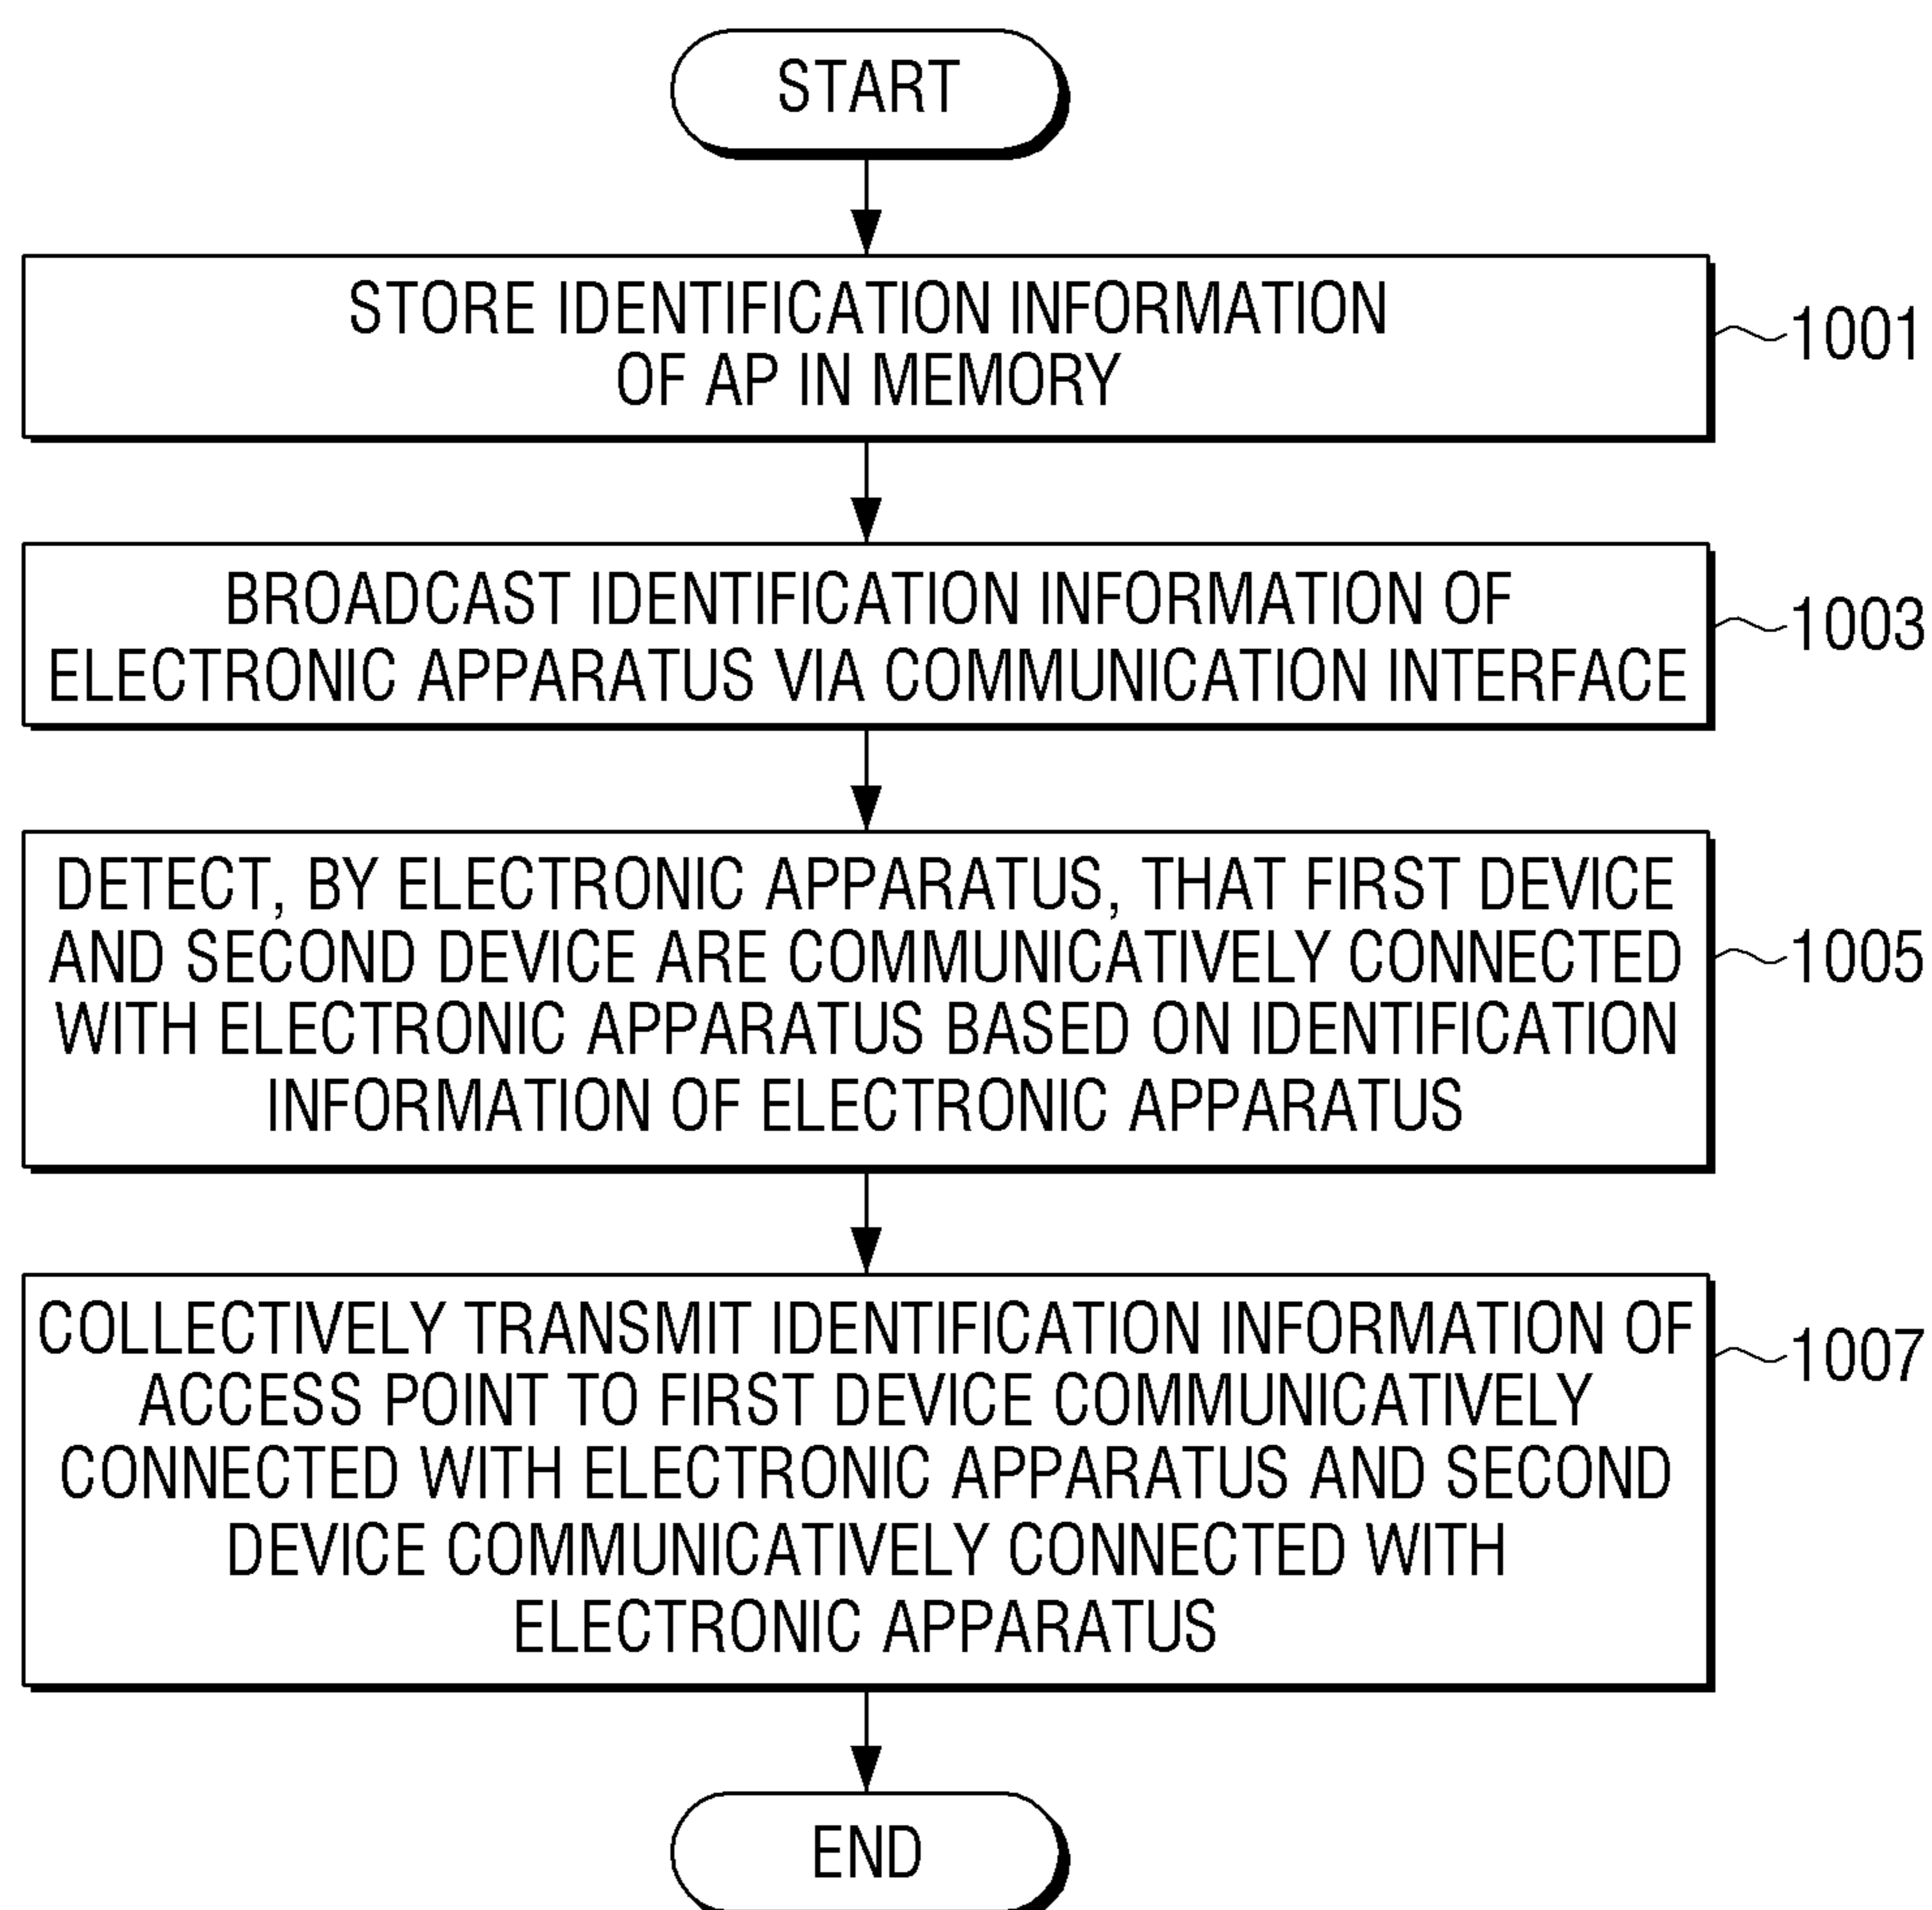 START
STORE IDENTIFICATION INFORMATION
OF AP IN MEMORY
1001
BROADCAST IDENTIFICATION INFORMATION OF
ELECTRONIC APPARATUS VIA COMMUNICATION INTERFACE
1003
DETECT, BY ELECTRONIC APPARATUS, THAT FIRST DEVICE
AND SECOND DEVICE ARE COMMUNICATIVELY CONNECTED
WITH ELECTRONIC APPARATUS BASED ON IDENTIFICATION
INFORMATION OF ELECTRONIC APPARATUS
1005
COLLECTIVELY TRANSMIT IDENTIFICATION INFORMATION OF
ACCESS POINT TO FIRST DEVICE COMMUNICATIVELY
CONNECTED WITH ELECTRONIC APPARATUS AND SECOND
DEVICE COMMUNICATIVELY CONNECTED WITH
ELECTRONIC APPARATUS
1007
END